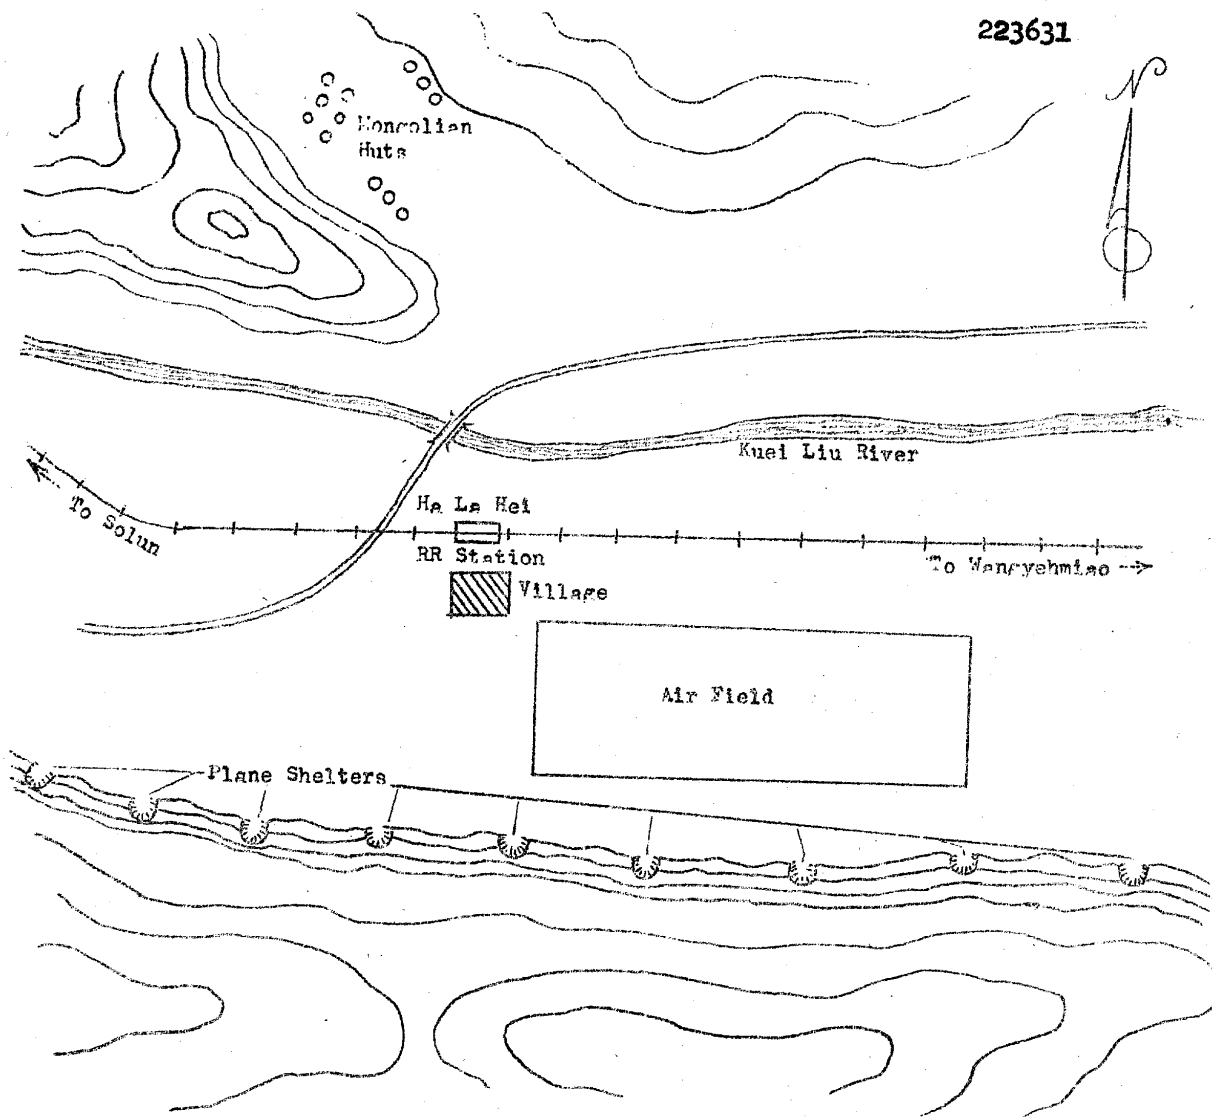 223631
N
Mongolian
Huts
Kuei Liu River
Ha La Hei
To Solun
RR Station
To Wangyehmiao
Village
Air Field
Plane Shelters